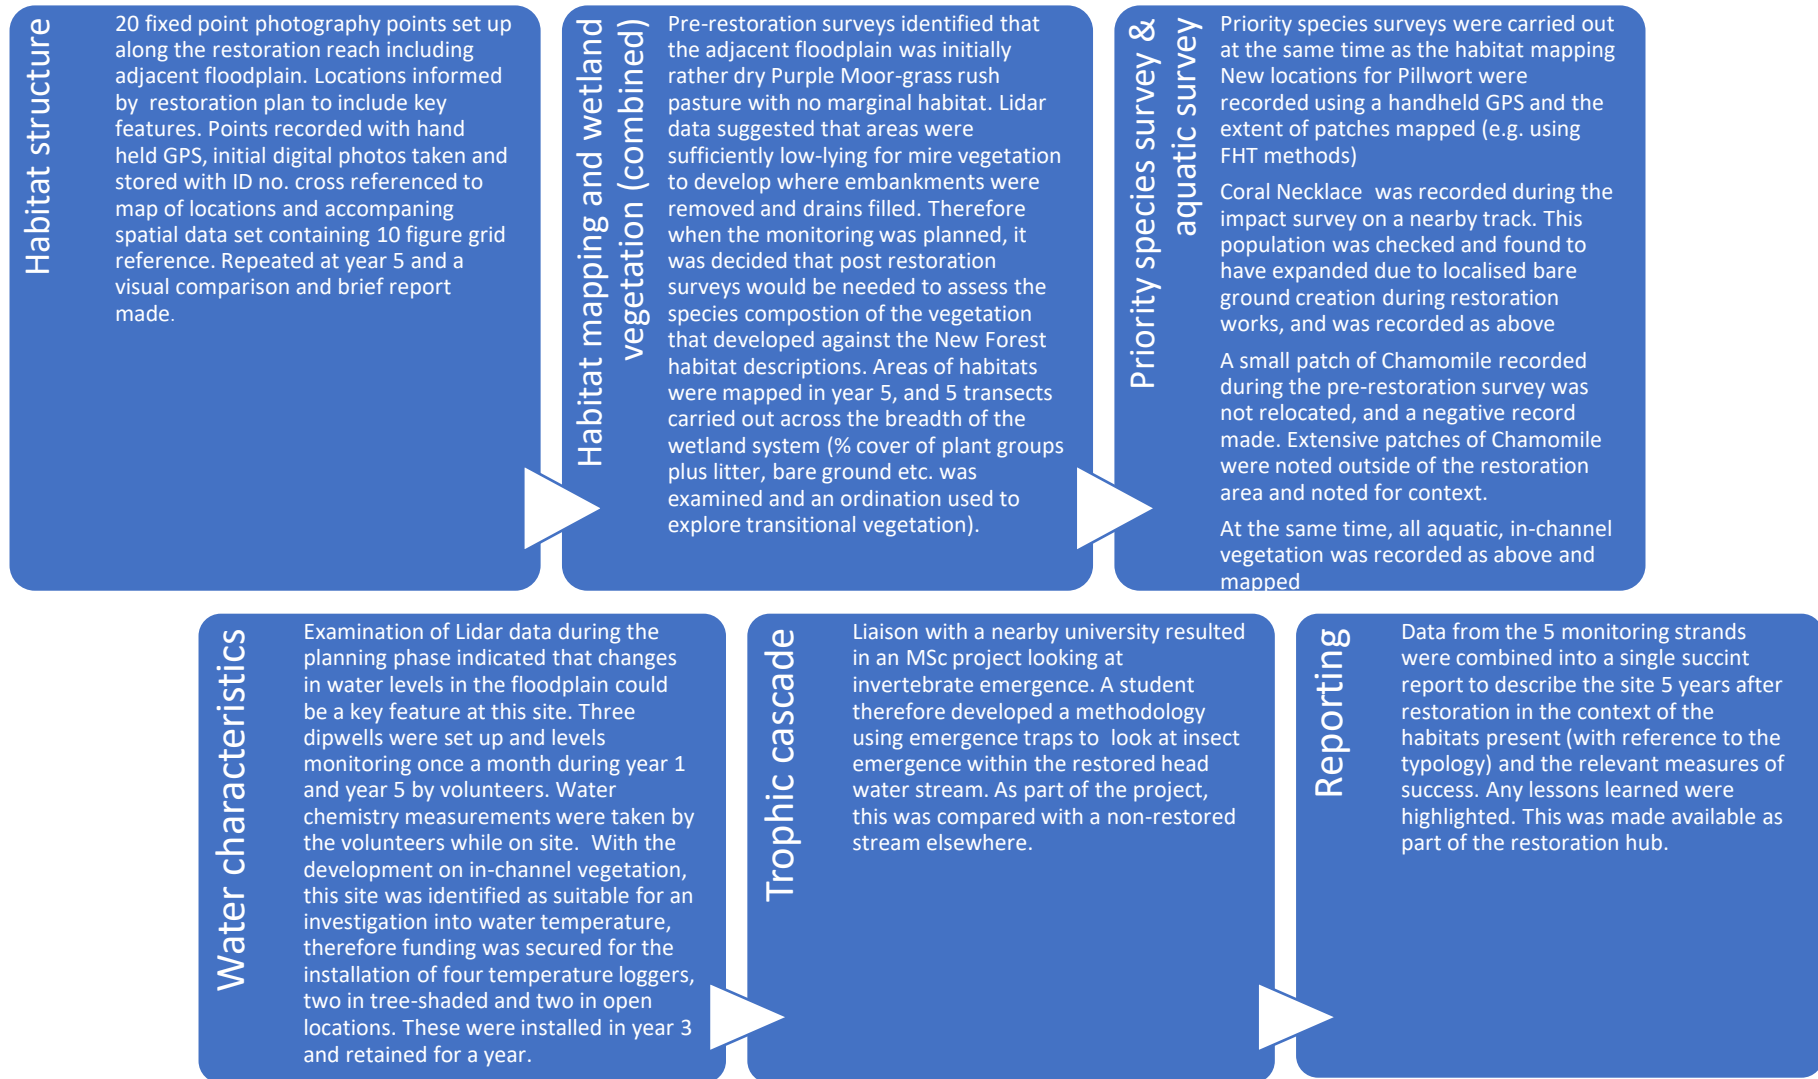 Habitat structure
20 fixed point photography points set up
along the restoration reach including
adjacent floodplain. Locations informed
by  restoration plan to include key
features. Points recorded with hand
held GPS, initial digital photos taken and
stored with ID no. cross referenced to
map of locations and accompaning
spatial data set containing 10 figure grid
reference. Repeated at year 5 and a
visual comparison and brief report
made.
Habitat mapping and wetland
vegetation (combined)
Pre-restoration surveys identified that
the adjacent floodplain was initially
rather dry Purple Moor-grass rush
pasture with no marginal habitat. Lidar
data suggested that areas were
sufficiently low-lying for mire vegetation
to develop where embankments were
removed and drains filled. Therefore
when the monitoring was planned, it
was decided that post restoration
surveys would be needed to assess the
species compostion of the vegetation
that developed against the New Forest
habitat descriptions. Areas of habitats
were mapped in year 5, and 5 transects
carried out across the breadth of the
wetland system (% cover of plant groups
plus litter, bare ground etc. was
examined and an ordination used to
explore transitional vegetation).
Priority species survey &
aquatic survey
Priority species surveys were carried out
at the same time as the habitat mapping
New locations for Pillwort were
recorded using a handheld GPS and the
extent of patches mapped (e.g. using
FHT methods)
Coral Necklace  was recorded during the
impact survey on a nearby track. This
population was checked and found to
have expanded due to localised bare
ground creation during restoration
works, and was recorded as above
A small patch of Chamomile recorded
during the pre-restoration survey was
not relocated, and a negative record
made. Extensive patches of Chamomile
were noted outside of the restoration
area and noted for context.
At the same time, all aquatic, in-channel
vegetation was recorded as above and
mapped
Water characteristics
Examination of Lidar data during the
planning phase indicated that changes
in water levels in the floodplain could
be a key feature at this site. Three
dipwells were set up and levels
monitoring once a month during year 1
and year 5 by volunteers. Water
chemistry measurements were taken by
the volunteers while on site.  With the
development on in-channel vegetation,
this site was identified as suitable for an
investigation into water temperature,
therefore funding was secured for the
installation of four temperature loggers,
two in tree-shaded and two in open
locations. These were installed in year 3
and retained for a year.
Trophic cascade
Liaison with a nearby university resulted
in an MSc project looking at
invertebrate emergence. A student
therefore developed a methodology
using emergence traps to  look at insect
emergence within the restored head
water stream. As part of the project,
this was compared with a non-restored
stream elsewhere.
Reporting
Data from the 5 monitoring strands
were combined into a single succint
report to describe the site 5 years after
restoration in the context of the
habitats present (with reference to the
typology) and the relevant measures of
success. Any lessons learned were
highlighted. This was made available as
part of the restoration hub.